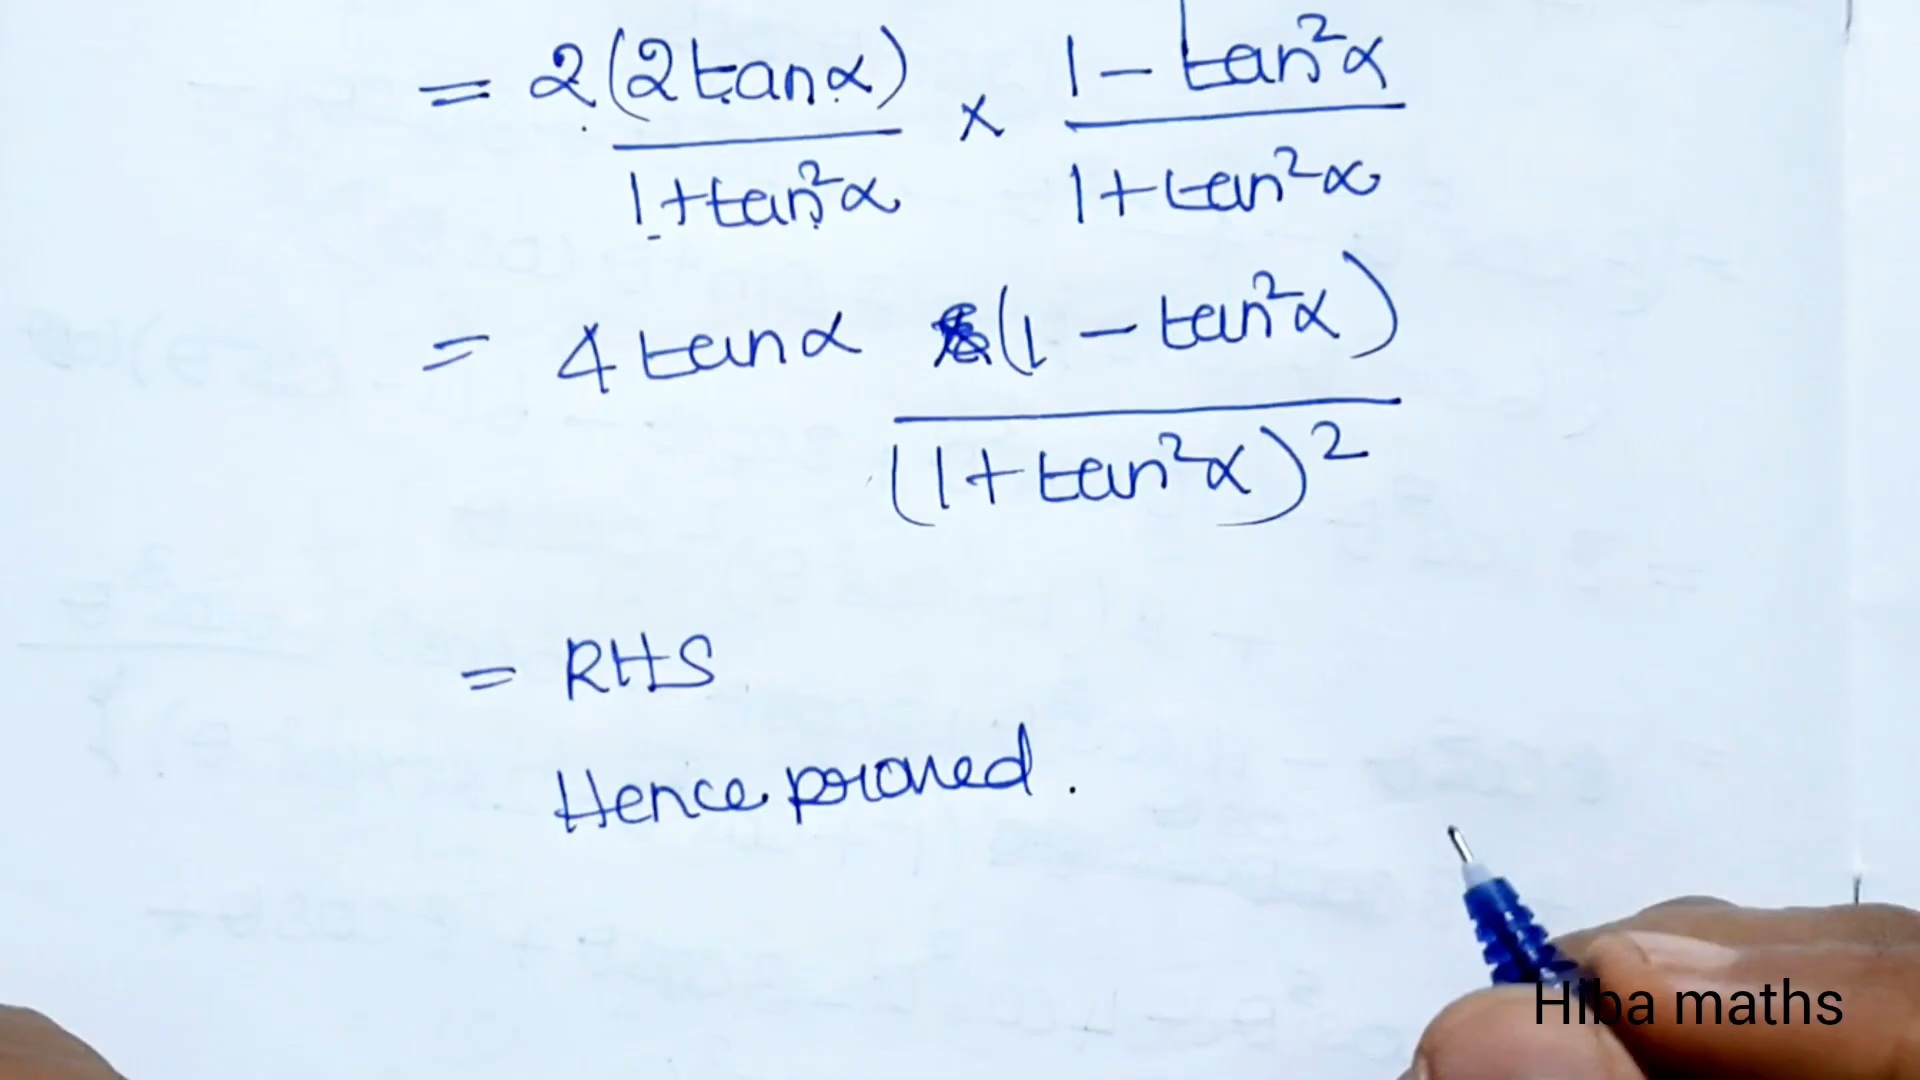 = 2(2tanα) / 1+tan²α × 1 - tan²α / 1+tan²α
= 4tanα (1 - tan²α) / (1+tan²α)²
= RHS
Hence proved.
Hiba maths